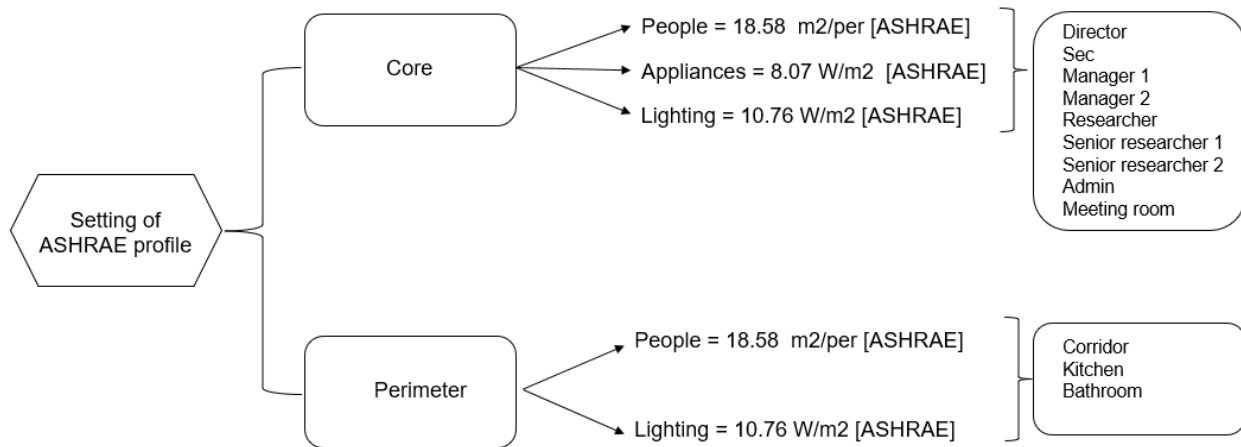 Setting of
ASHRAE profile
Core
People = 18.58  m2/per [ASHRAE]
Appliances = 8.07 W/m2  [ASHRAE]
Lighting = 10.76 W/m2 [ASHRAE]
Director
Sec
Manager 1
Manager 2
Researcher
Senior researcher 1
Senior researcher 2
Admin
Meeting room
Perimeter
People = 18.58  m2/per [ASHRAE]
Lighting = 10.76 W/m2 [ASHRAE]
Corridor
Kitchen
Bathroom